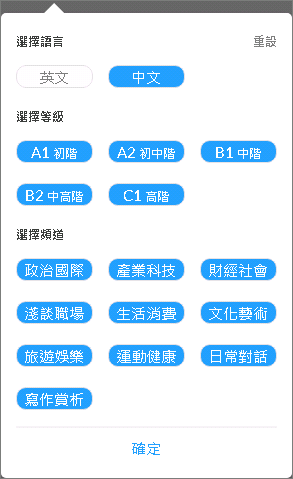 選擇語言 重設
英文 中文
選擇等級
A1 初階 A2 初中階 B1 中階
B2 中高階 C1 高階
選擇頻道
政治國際 產業科技 財經社會
淺談職場 生活消費 文化藝術
旅遊娛樂 運動健康 日常對話
寫作賞析
確定